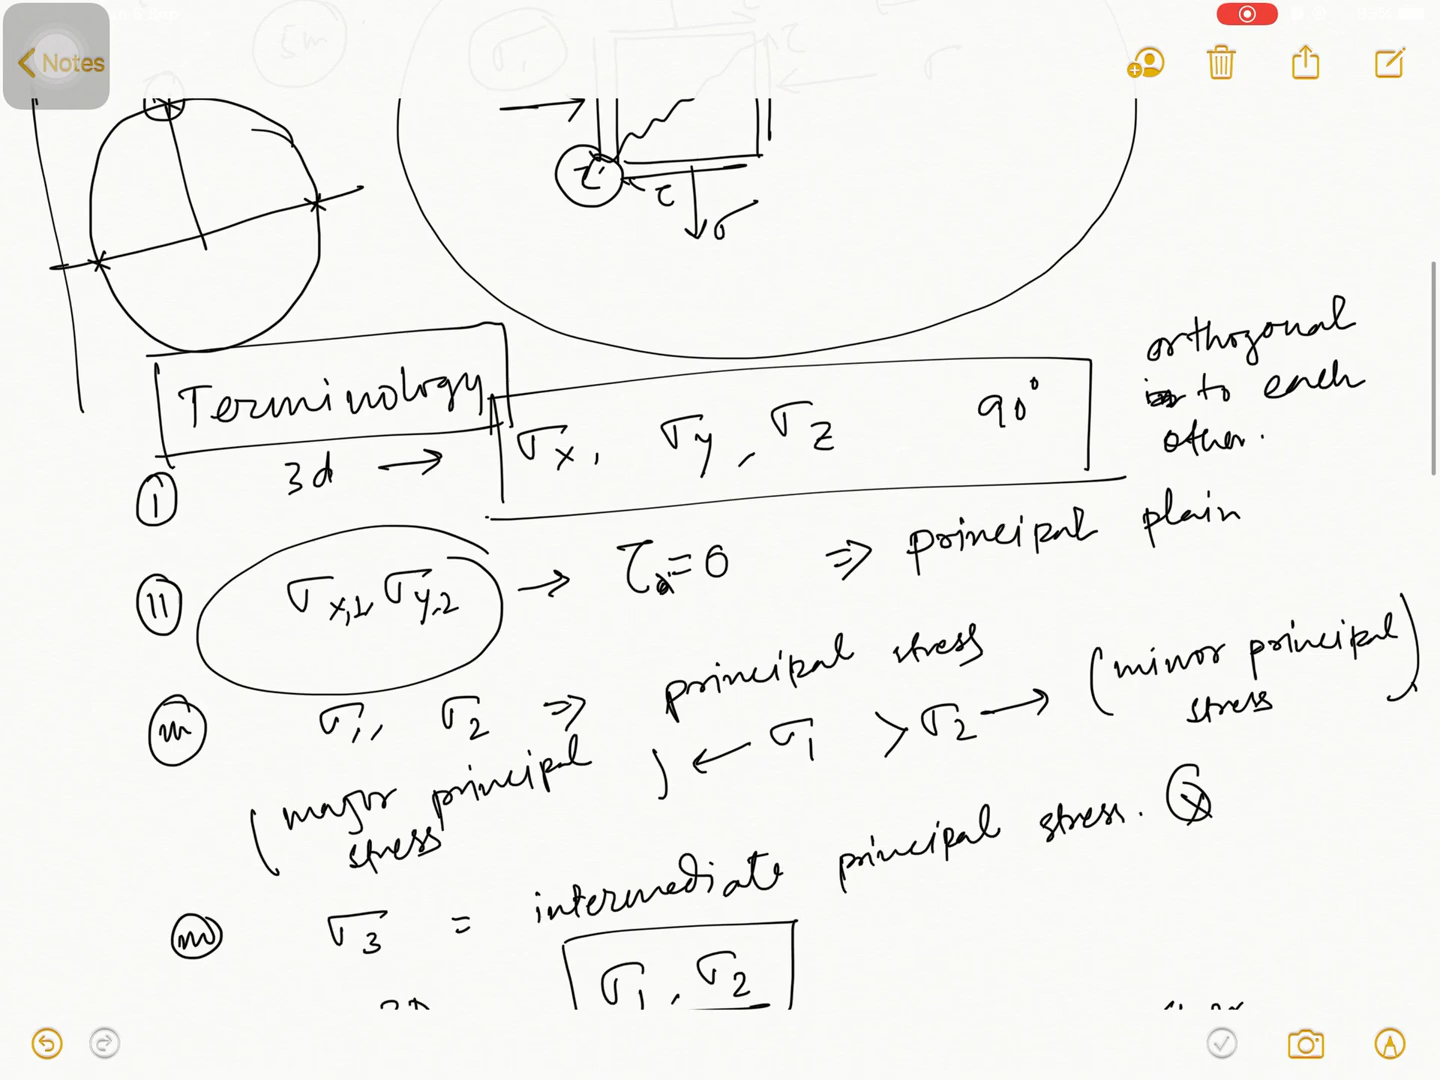 Notes
5m
σ₁
τ
σ
τ
τ
σ
Terminology
σx, σy, σz 90°
orthogonal
to each
other.
I 3d →
II σx,1, σy,2 → τ = 0 ⇒ principal plain
III σ1, σ2 ⇒ principal stress
(major principal stress) ← σ1 > σ2 → (minor principal stress)
σ3 = intermediate principal stress.
σ1, σ2